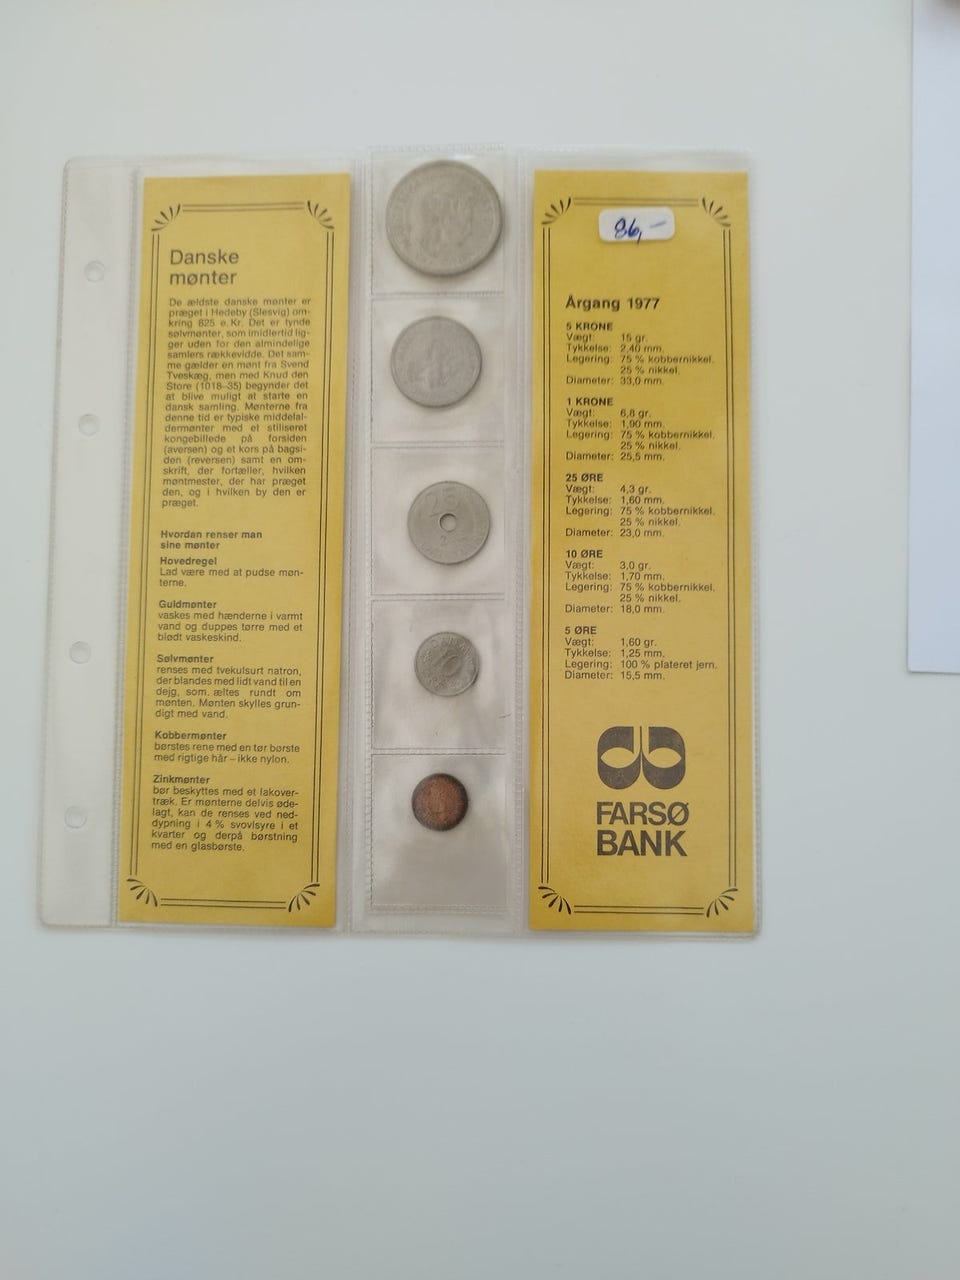 Danske
mønter
De ældste danske mønter er
præget i Hedeby (Slesvig) om-
kring 825 e. Kr. Det er tynde
sølvmønter, som imidlertid lig-
ger uden for den almindelige
samlers rækkevidde. Det sam-
me gælder en mønt fra Svend
Tveskæg, men med Knud den
Store (1018–35) begynder det
at blive muligt at starte en
dansk samling. Mønterne fra
denne tid er typiske middelal-
dermønter med et stiliseret
kongebillede på forsiden
(aversen) og et kors på bagsi-
den (reversen) samt en om-
skrift, der fortæller, hvilken
møntmester, der har præget
den, og i hvilken by den er
præget.
Hvordan renser man
sine mønter
Hovedregel
Lad være med at pudse møn-
terne.
Guldmønter
vaskes med hænderne i varmt
vand og duppes tørre med et
blødt vaskeskind.
Sølvmønter
renses med tvekulsurt natron,
der blandes med lidt vand til en
dejg, som. æltes rundt om
mønten. Mønten skylles grun-
digt med vand.
Kobbermønter
børstes rene med en tør børste
med rigtige hår – ikke nylon.
Zinkmønter
bør beskyttes med et lakover-
træk. Er mønterne delvis øde-
lagt, kan de renses ved ned-
dypning i 4 % svovlsyre i et
kvarter og derpå børstning
med en glasbørste.
25
10
86,–
Årgang 1977
5 KRONE
Vægt: 15 gr.
Tykkelse: 2,40 mm.
Legering: 75 % kobbernikkel.
25 % nikkel.
Diameter: 33,0 mm.
1 KRONE
Vægt: 6,8 gr.
Tykkelse: 1,90 mm.
Legering: 75 % kobbernikkel.
25 % nikkel.
Diameter: 25,5 mm.
25 ØRE
Vægt: 4,3 gr.
Tykkelse: 1,60 mm.
Legering: 75 % kobbernikkel.
25 % nikkel.
Diameter: 23,0 mm.
10 ØRE
Vægt: 3,0 gr.
Tykkelse: 1,70 mm.
Legering: 75 % kobbernikkel.
25 % nikkel.
Diameter: 18,0 mm.
5 ØRE
Vægt: 1,60 gr.
Tykkelse: 1,25 mm.
Legering: 100 % plateret jern.
Diameter: 15,5 mm.
FARSØ
BANK